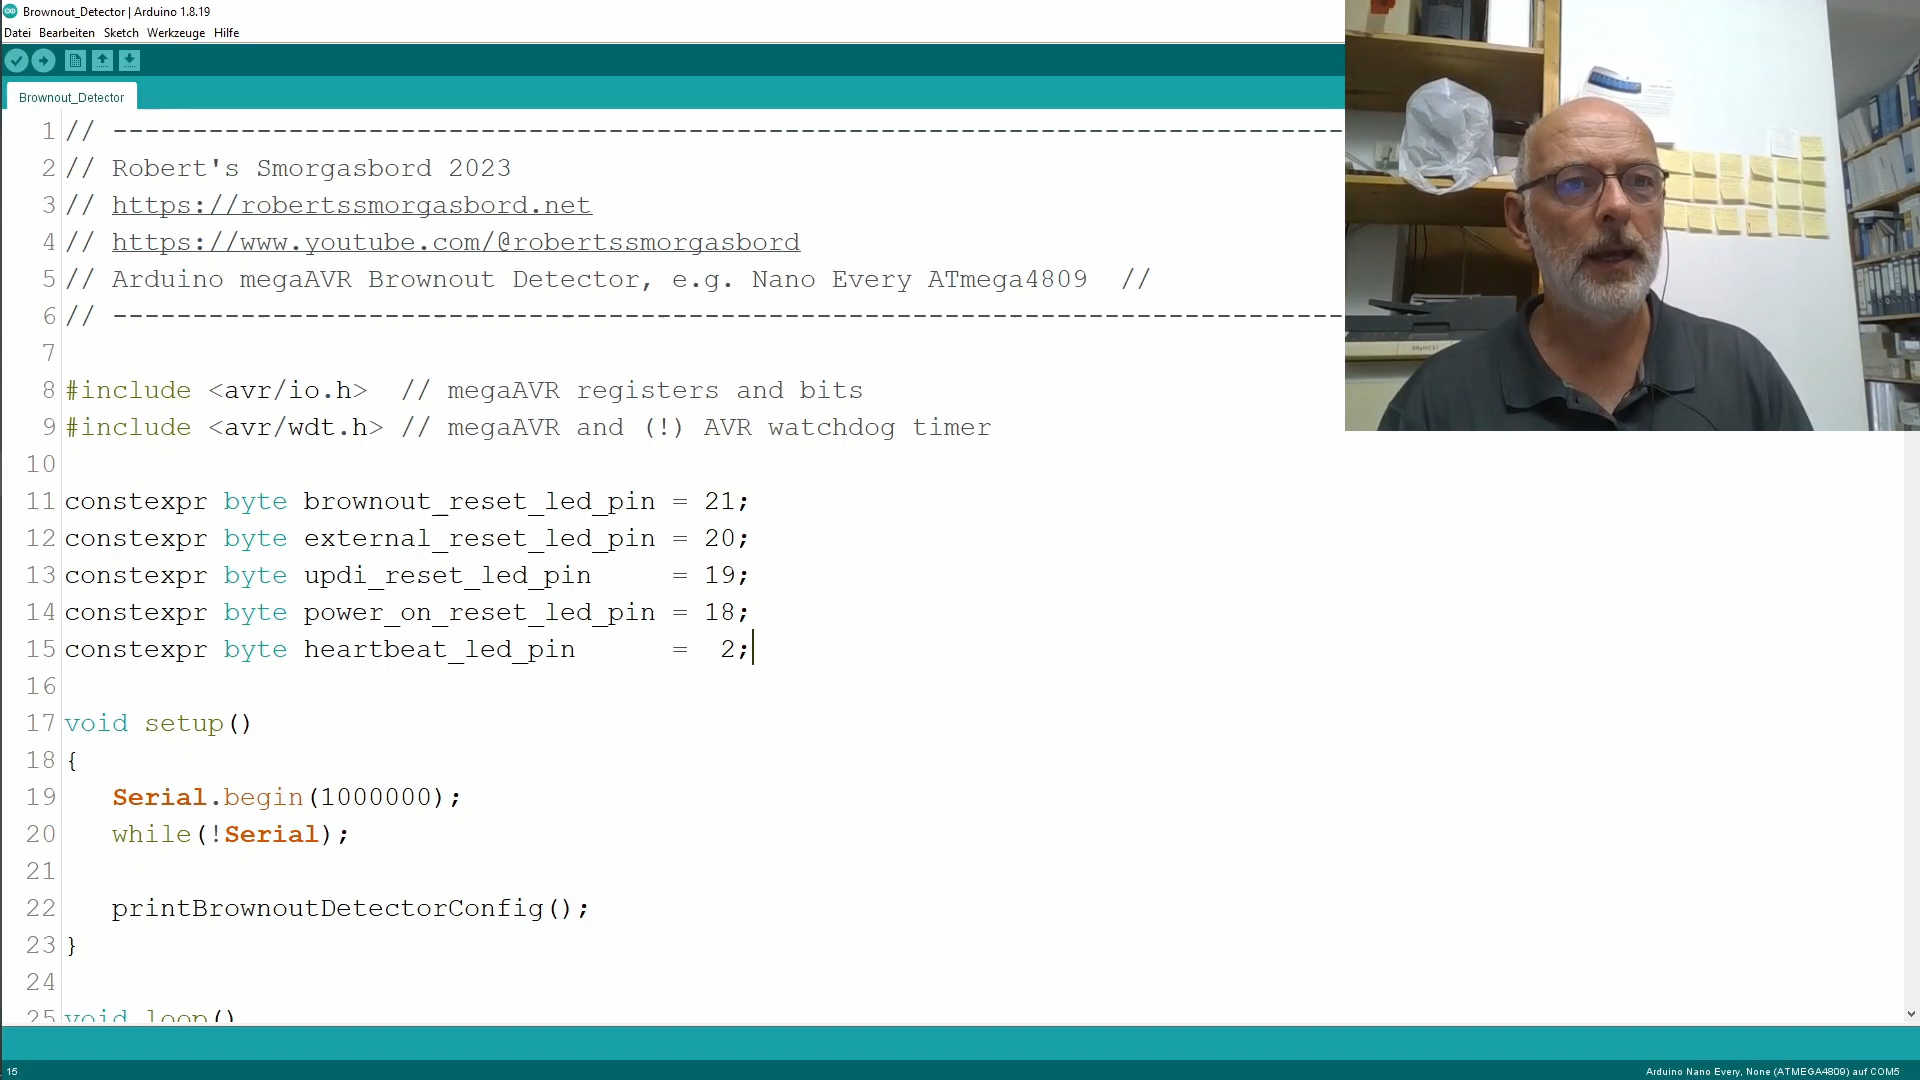 Brownout_Detector | Arduino 1.8.19
Datei Bearbeiten Sketch Werkzeuge Hilfe
Brownout_Detector
1 // -----------------------------------------------------------------------------
2 // Robert's Smorgasbord 2023
3 // https://robertssmorgasbord.net
4 // https://www.youtube.com/@robertssmorgasbord
5 // Arduino megaAVR Brownout Detector, e.g. Nano Every ATmega4809 //
6 // -----------------------------------------------------------------------------
7
8 #include <avr/io.h> // megaAVR registers and bits
9 #include <avr/wdt.h> // megaAVR and (!) AVR watchdog timer
10
11 constexpr byte brownout_reset_led_pin = 21;
12 constexpr byte external_reset_led_pin = 20;
13 constexpr byte updi_reset_led_pin = 19;
14 constexpr byte power_on_reset_led_pin = 18;
15 constexpr byte heartbeat_led_pin = 2;
16
17 void setup()
18 {
19 Serial.begin(1000000);
20 while(!Serial);
21
22 printBrownoutDetectorConfig();
23 }
24
25 void loop()
15
Arduino Nano Every, None (ATMEGA4809) auf COM5